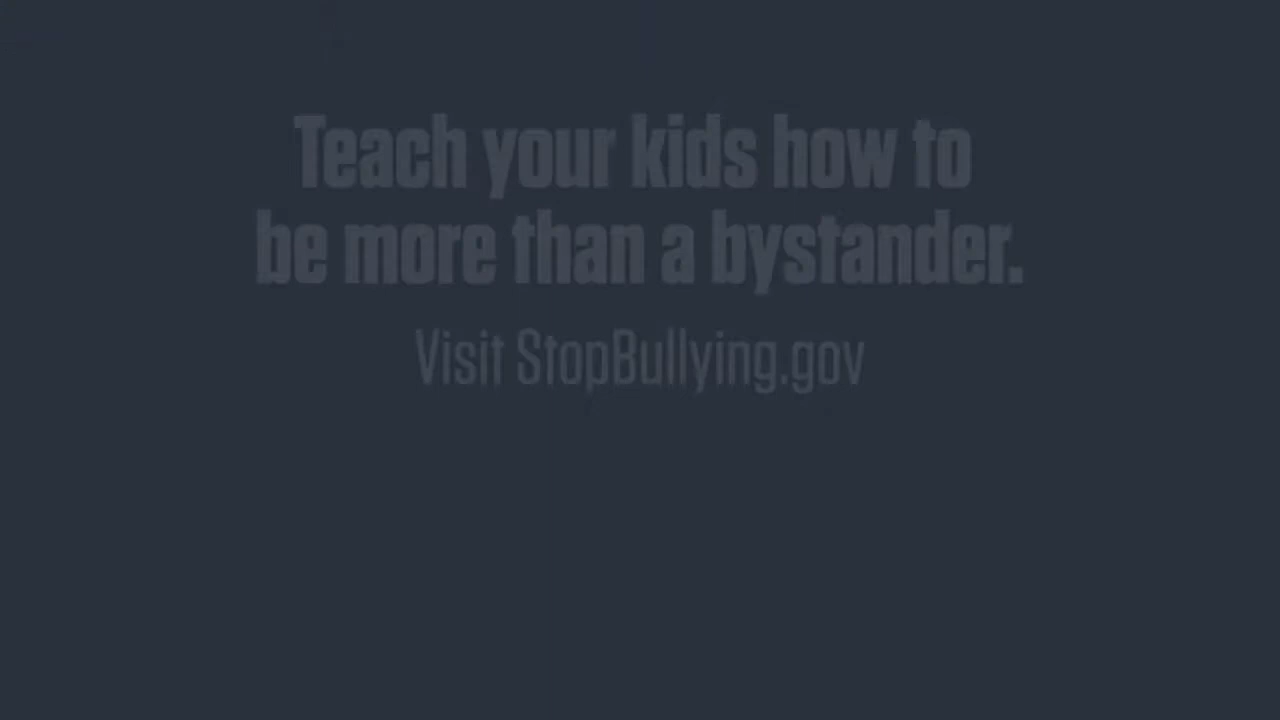 Teach your kids how to
be more than a bystander.
Visit StopBullying.gov